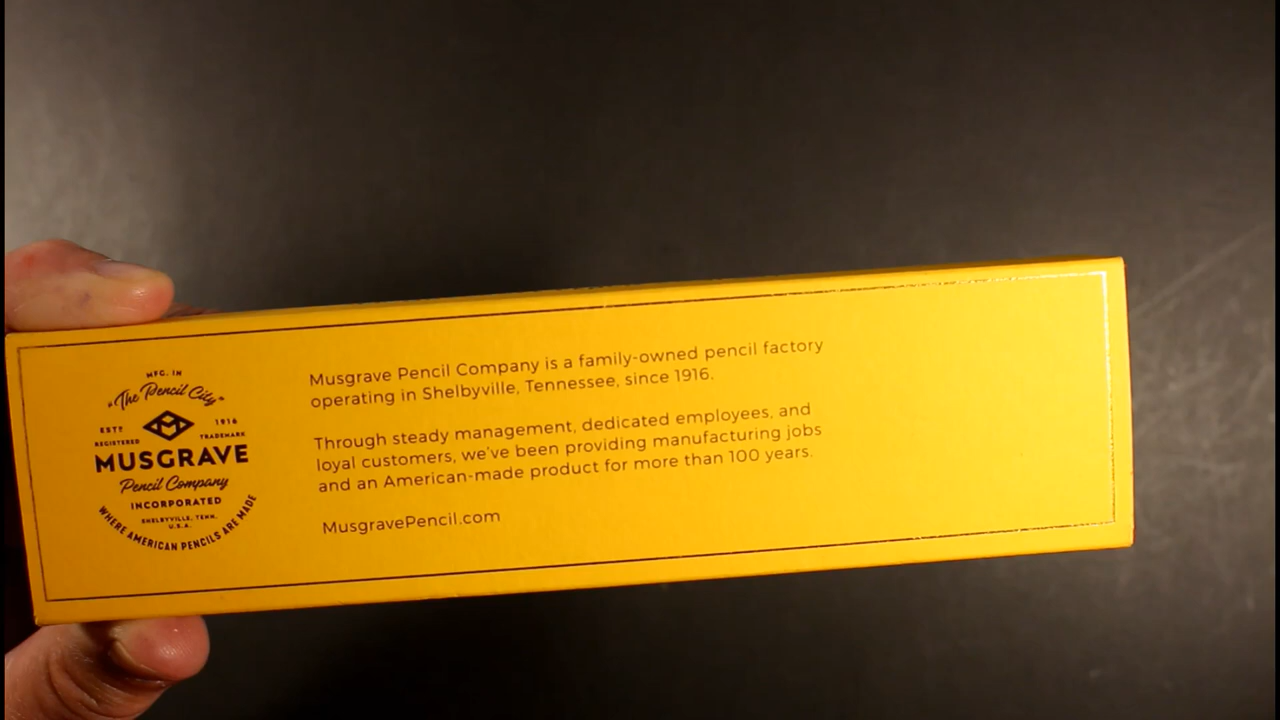 MFG. IN
"The Pencil City"
ESTD 1916
REGISTERED TRADEMARK
MUSGRAVE
Pencil Company
INCORPORATED
SHELBYVILLE, TENN.
U.S.A.
WHERE AMERICAN PENCILS ARE MADE
Musgrave Pencil Company is a family-owned pencil factory
operating in Shelbyville, Tennessee, since 1916.
Through steady management, dedicated employees, and
loyal customers, we've been providing manufacturing jobs
and an American-made product for more than 100 years.
MusgravePencil.com